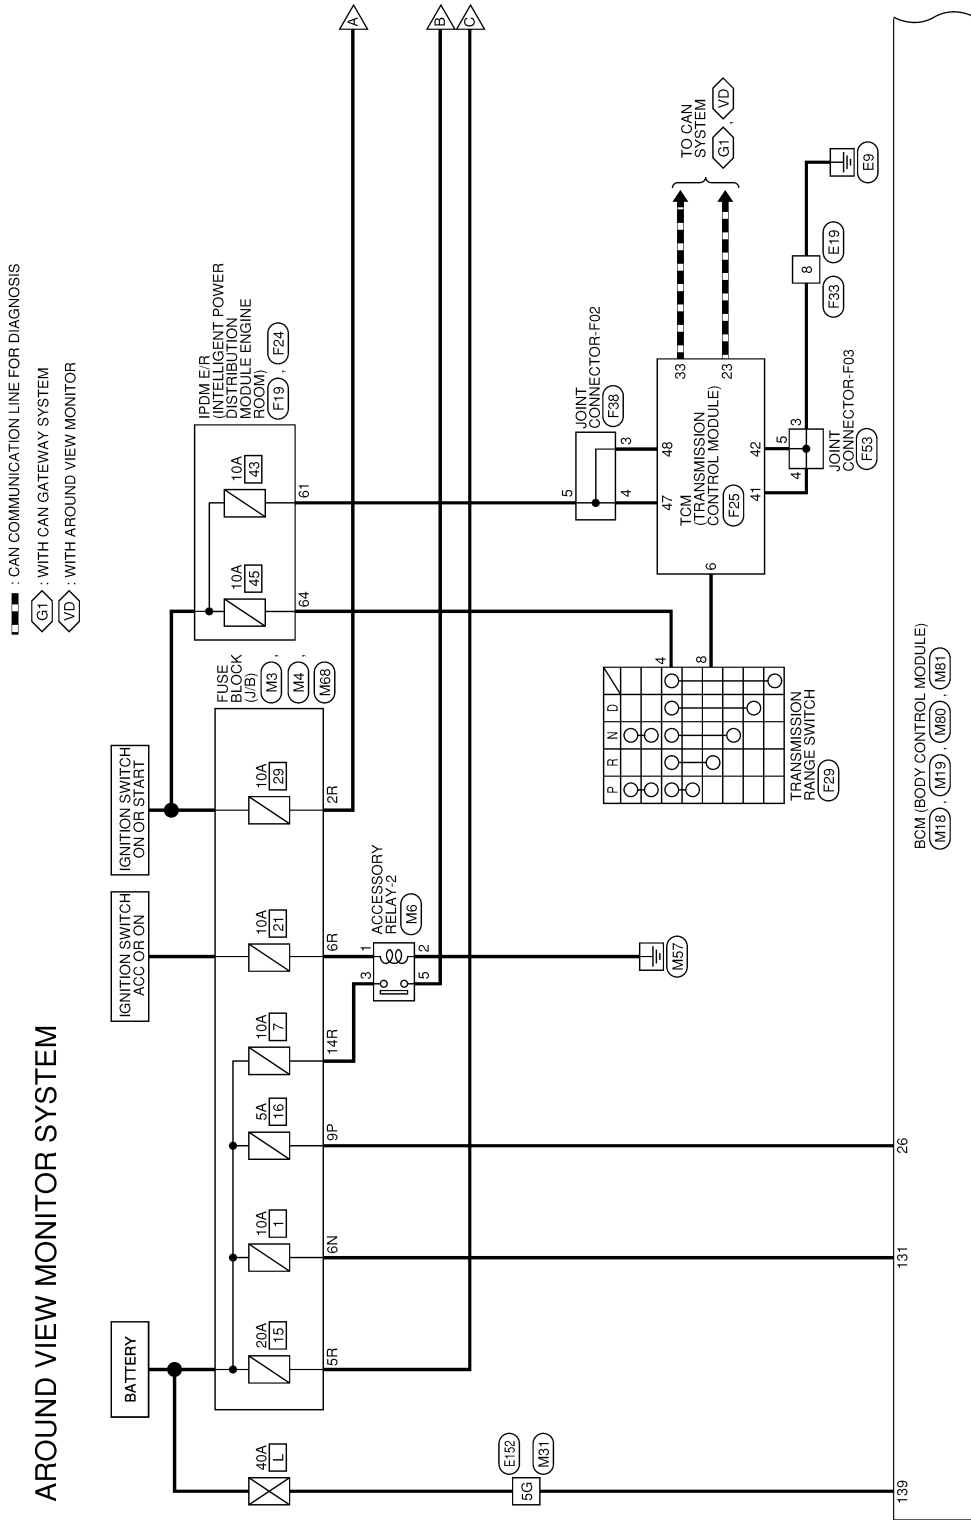 AROUND VIEW MONITOR SYSTEM
: CAN COMMUNICATION LINE FOR DIAGNOSIS
G1 : WITH CAN GATEWAY SYSTEM
VD : WITH AROUND VIEW MONITOR
BATTERY
IGNITION SWITCH
ACC OR ON
IGNITION SWITCH
ON OR START
40A
L
20A
15
10A
1
5A
16
10A
7
10A
21
10A
29
FUSE
BLOCK
(J/B)
M3 ,
M4 ,
M68
5R
6N
9P
14R
6R
2R
10A
45
10A
43
IPDM E/R
(INTELLIGENT POWER
DISTRIBUTION
MODULE ENGINE
ROOM)
F19 , F24
64
61
A
B
C
3
1
5
2
ACCESSORY
RELAY-2
M6
M57
5G
E152
M31
5
4
3
JOINT
CONNECTOR-F02
F38
P
R
N
D
4
8
TRANSMISSION
RANGE SWITCH
F29
47
48
33
23
6
41
42
TCM
(TRANSMISSION
CONTROL MODULE)
F25
TO CAN
SYSTEM
G1 , VD
4
5
3
JOINT
CONNECTOR-F03
F53
8
F33
E19
E9
139
131
26
BCM (BODY CONTROL MODULE)
M18 , M19 , M80 , M81